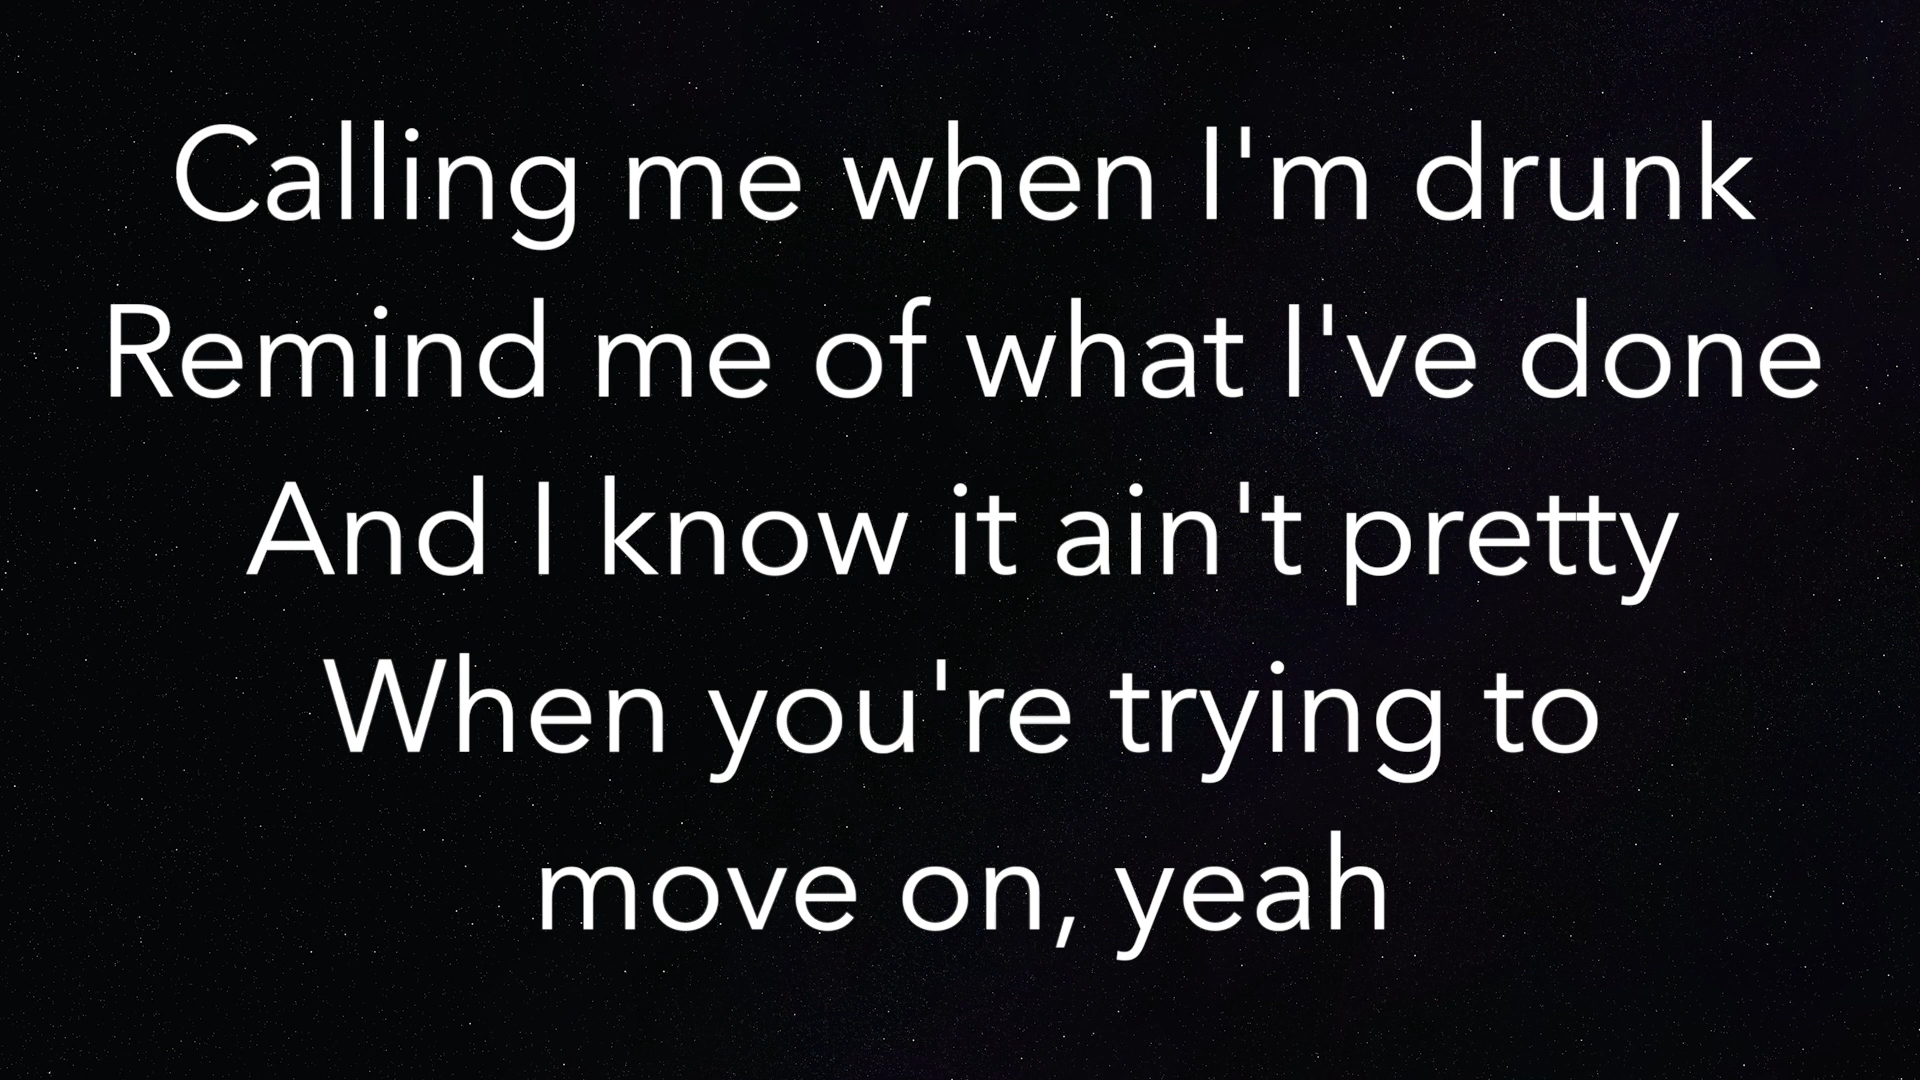 Calling me when I'm drunk
Remind me of what I've done
And I know it ain't pretty
When you're trying to
move on, yeah